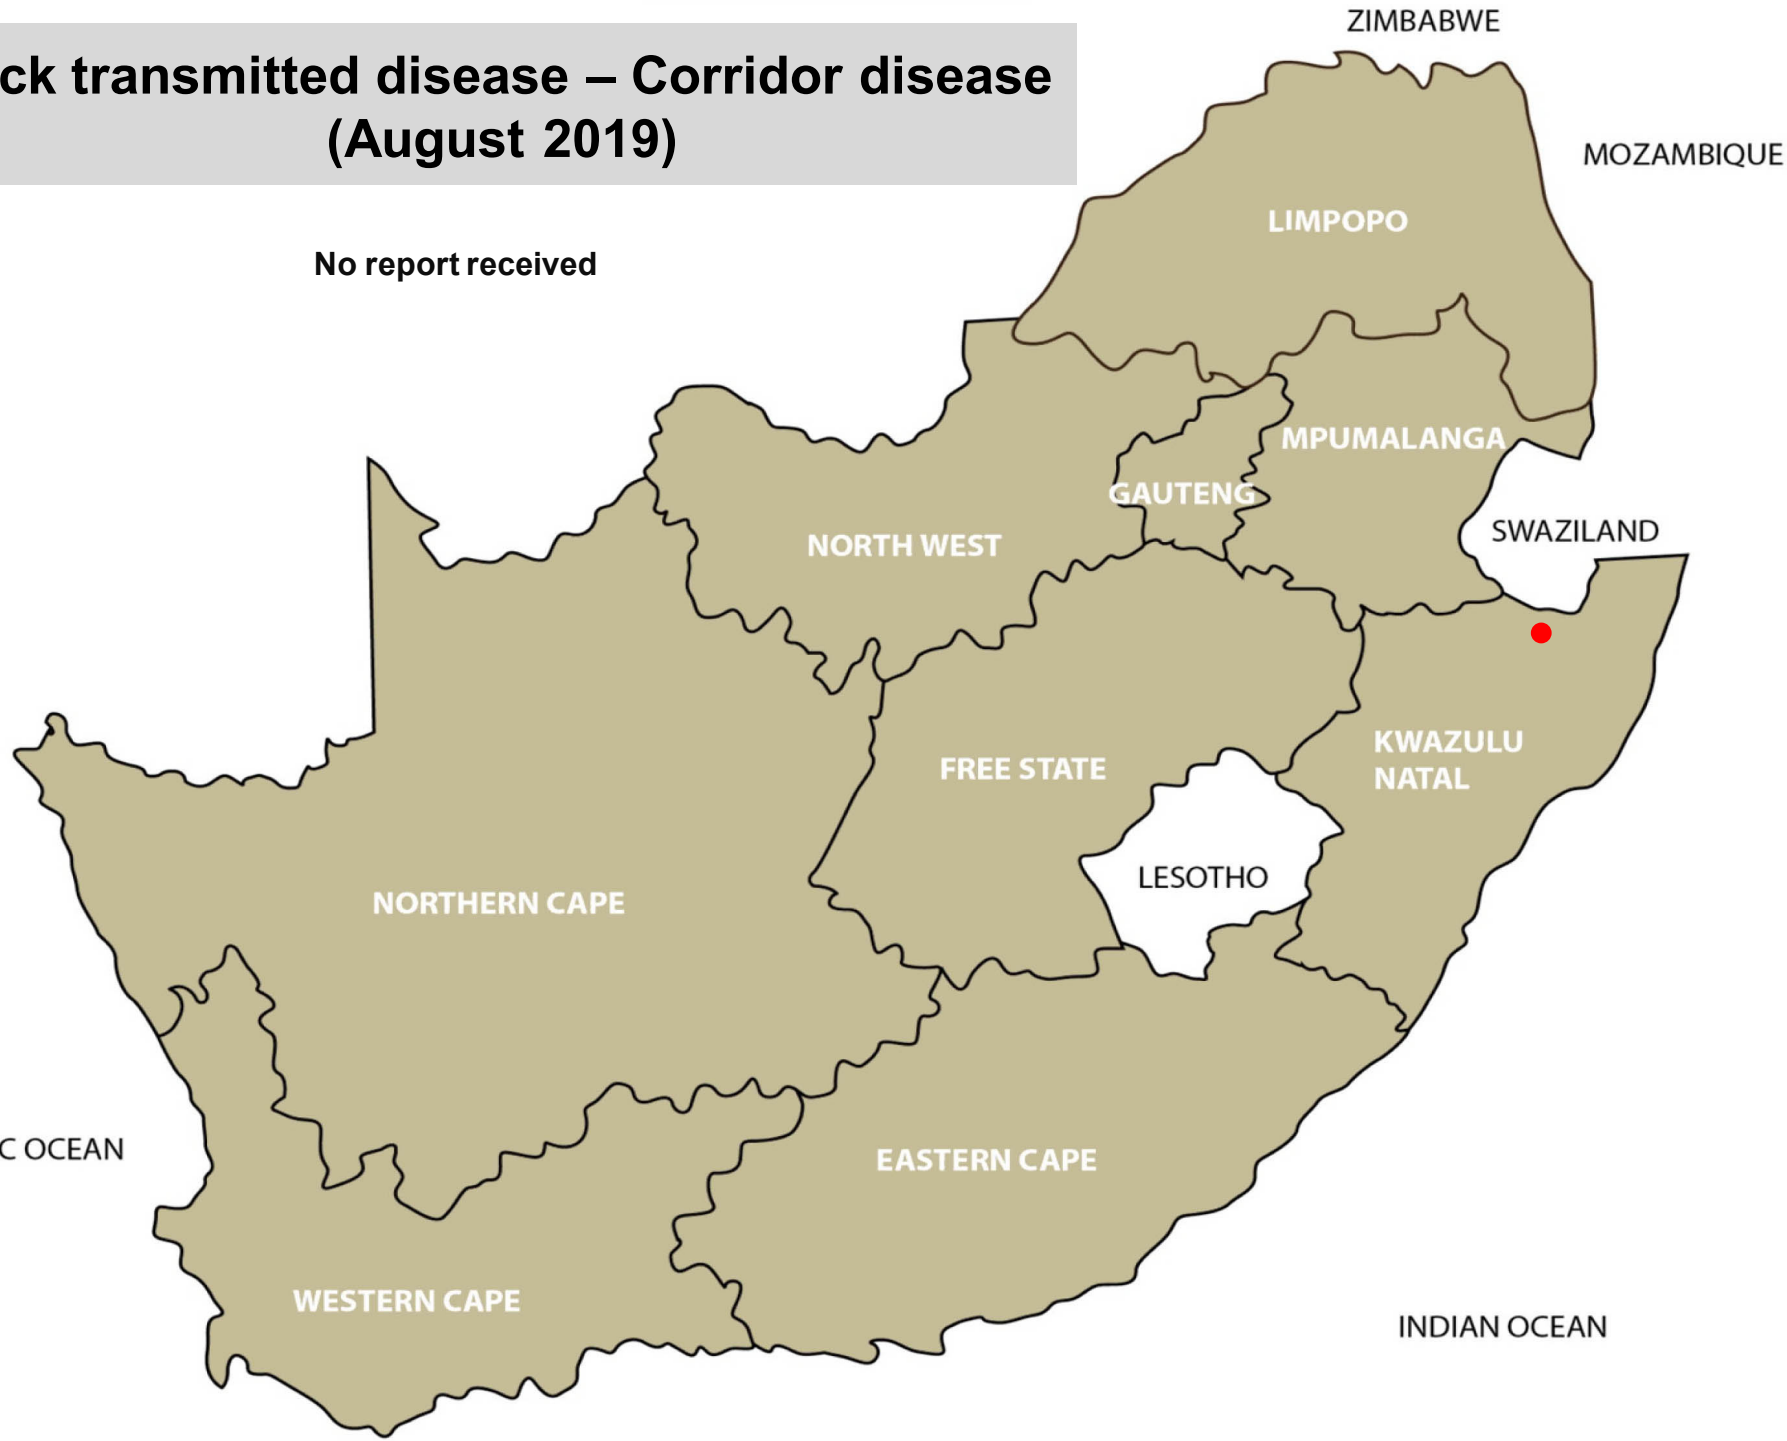 ZIMBABWE
ck transmitted disease – Corridor disease
(August 2019)
MOZAMBIQUE
LIMPOPO
No report received
MPUMALANGA
GAUTENG
SWAZILAND
NORTH WEST
KWAZULU
NATAL
FREE STATE
LESOTHO
NORTHERN CAPE
C OCEAN
EASTERN CAPE
WESTERN CAPE
INDIAN OCEAN